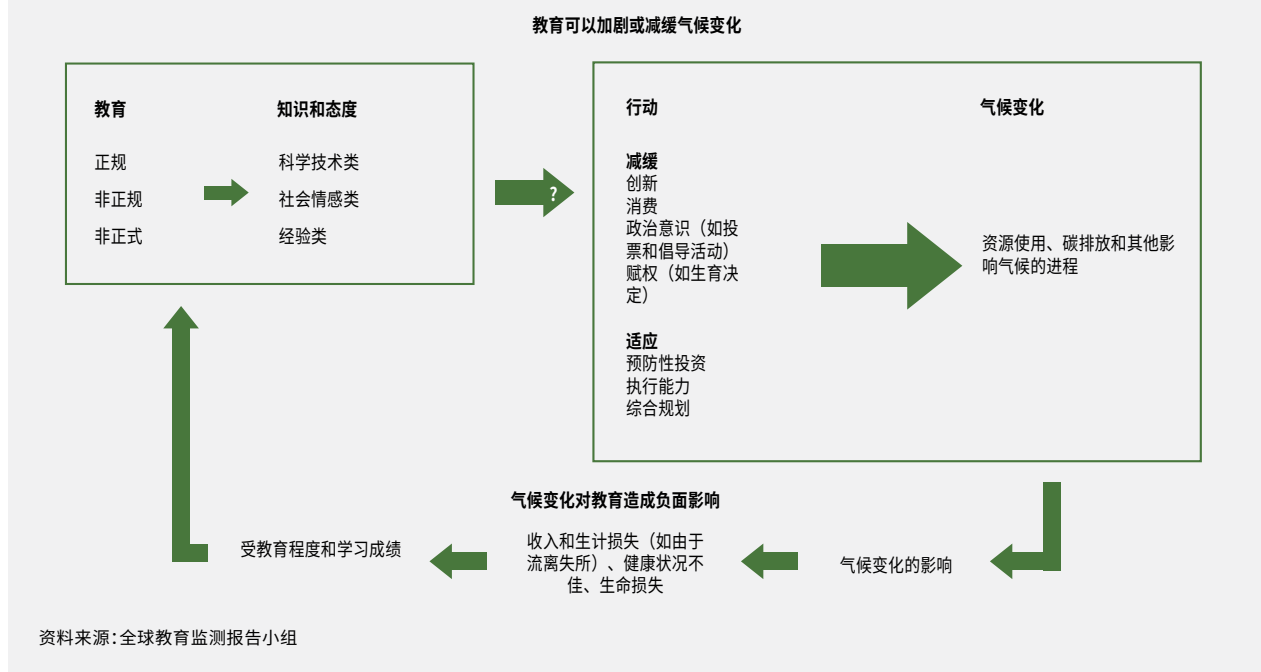 教育可以加剧或减缓气候变化
教育
正规
非正规
非正式
知识和态度
科学技术类
社会情感类
经验类
?
行动
减缓
创新
消费
政治意识（如投
票和倡导活动）
赋权（如生育决
定）
适应
预防性投资
执行能力
综合规划
气候变化
资源使用、碳排放和其他影
响气候的进程
气候变化对教育造成负面影响
气候变化的影响
收入和生计损失（如由于
流离失所）、健康状况不
佳、生命损失
受教育程度和学习成绩
资料来源:全球教育监测报告小组